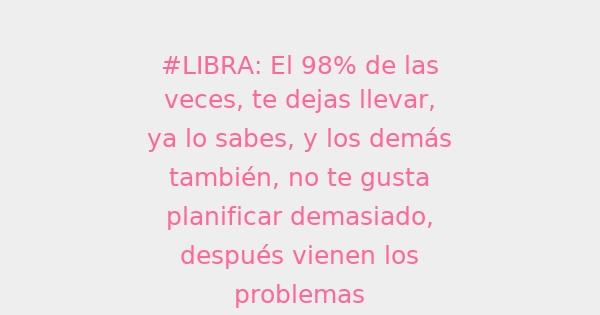 #LIBRA: El 98% de las
veces, te dejas llevar,
ya lo sabes, y los demás
también, no te gusta
planificar demasiado,
después vienen los
problemas